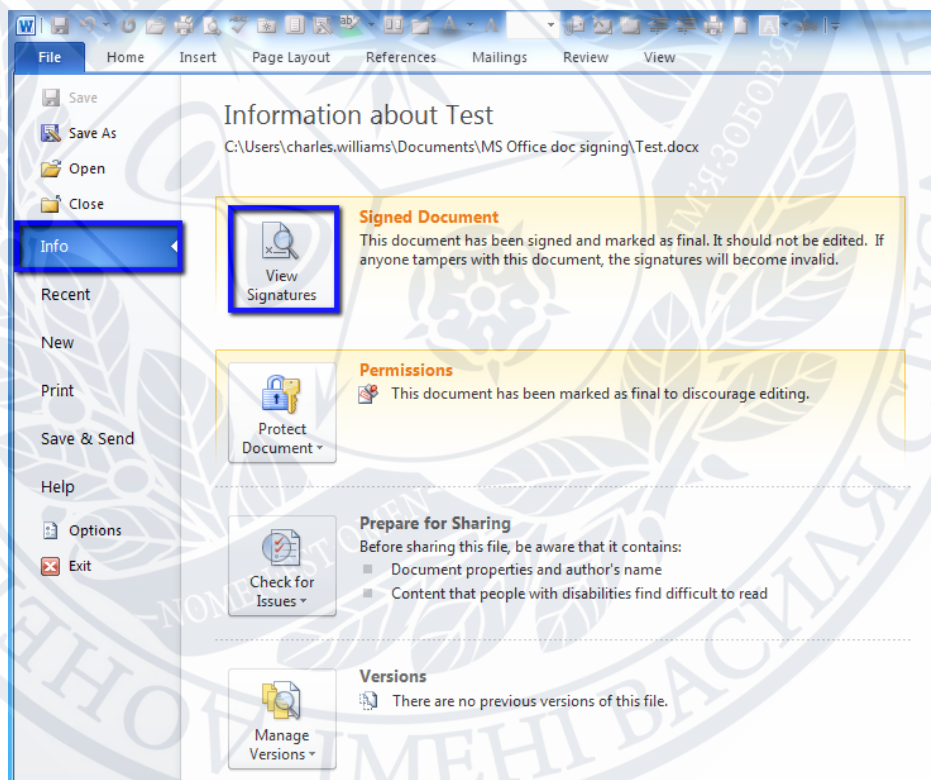 File Home Insert Page Layout References Mailings Review View
Save
Save As
Open
Close
Info
Recent
New
Print
Save & Send
Help
Options
Exit
Information about Test
C:\Users\charles.williams\Documents\MS Office doc signing\Test.docx
View
Signatures
Signed Document
This document has been signed and marked as final. It should not be edited. If
anyone tampers with this document, the signatures will become invalid.
Protect
Document
Permissions
This document has been marked as final to discourage editing.
Check for
Issues
Prepare for Sharing
Before sharing this file, be aware that it contains:
Document properties and author's name
Content that people with disabilities find difficult to read
Manage
Versions
Versions
There are no previous versions of this file.
NOMEN EST OMEN
ІМЕНІ ВАСИЛЯ